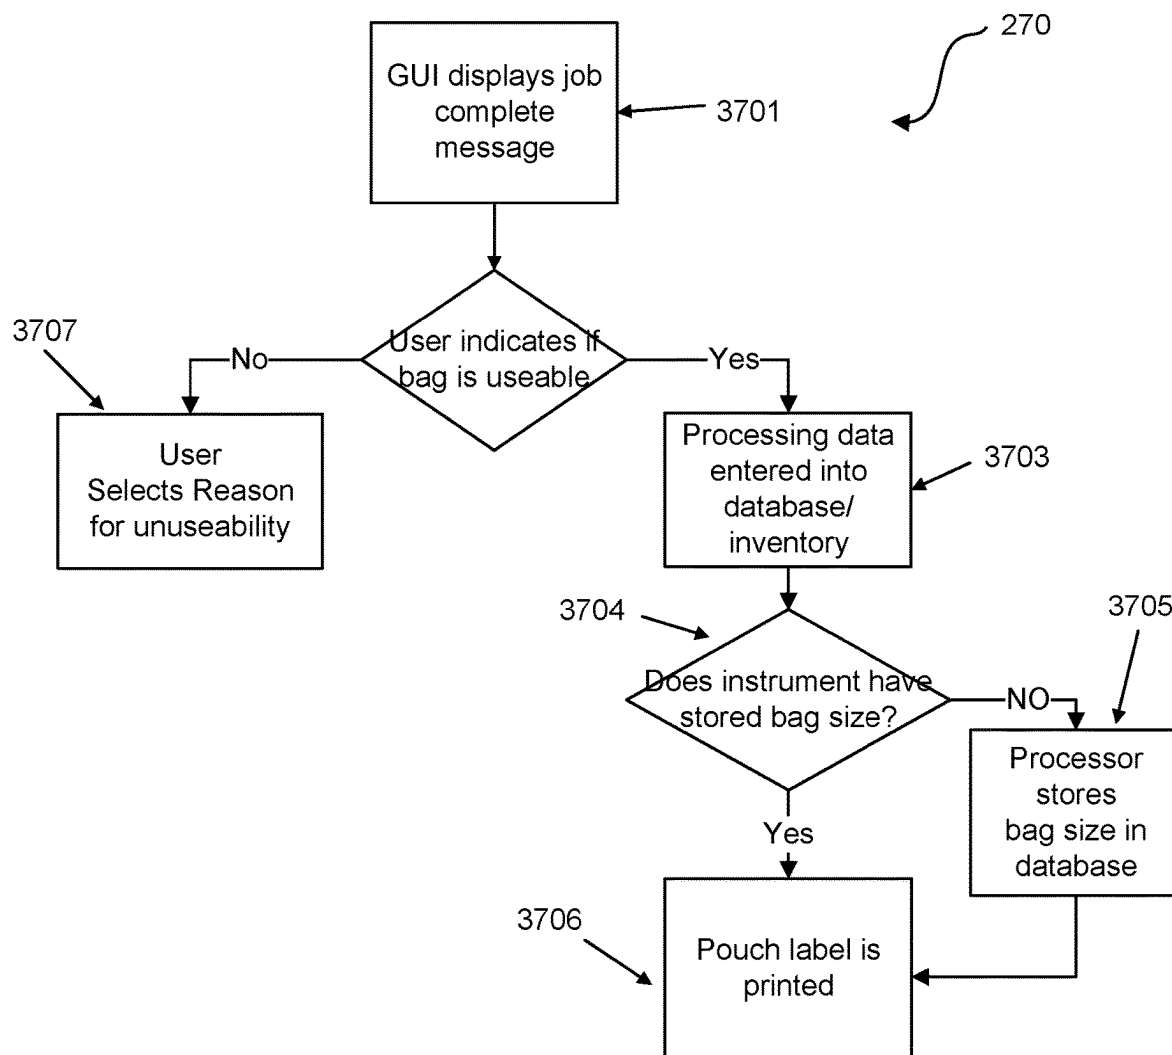 270
GUI displays job
complete
message
3701
3707
No
User indicates if
bag is useable
Yes
User
Selects Reason
for unuseability
Processing data
entered into
database/
inventory
3703
3704
Does instrument have
stored bag size?
NO
3705
Processor
stores
bag size in
database
Yes
3706
Pouch label is
printed